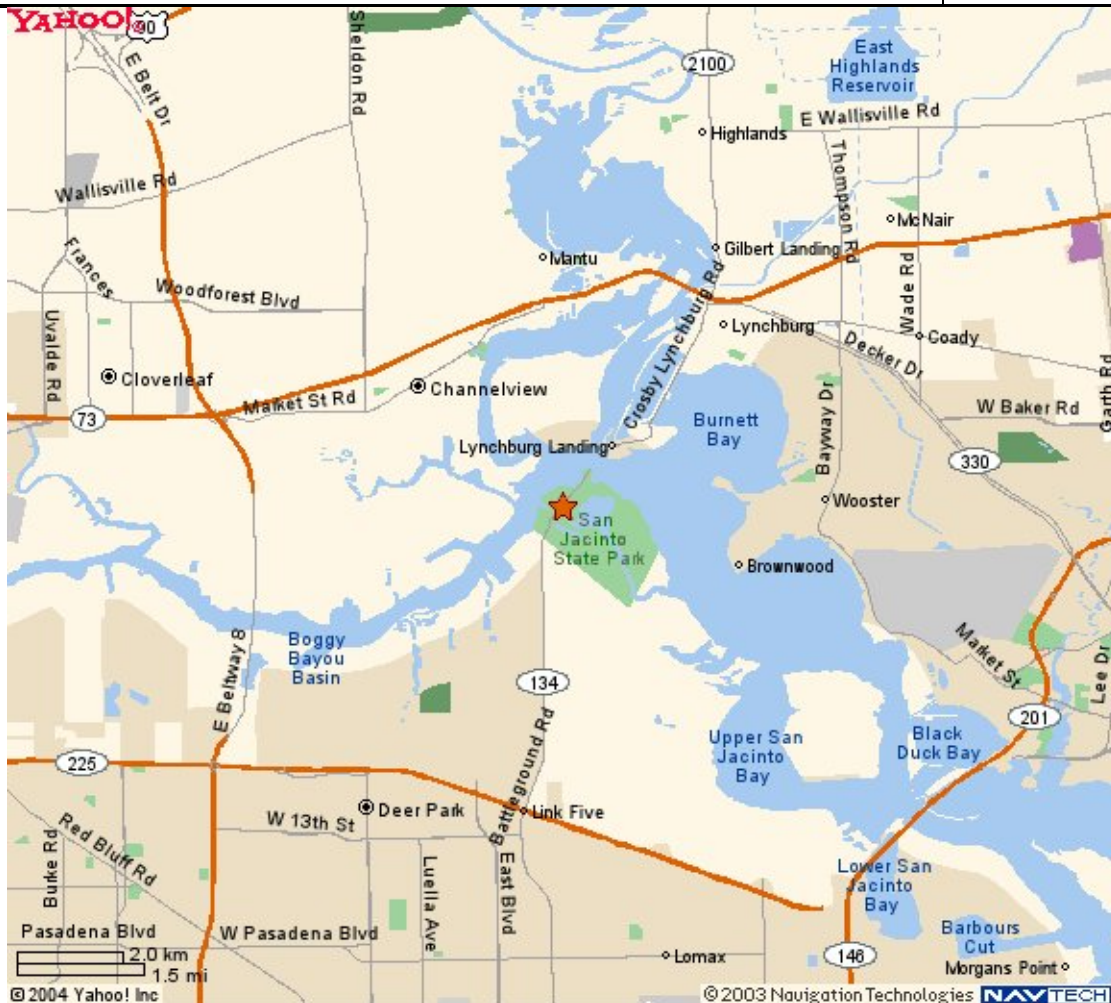 YAHOO!
90
E Belt Dr
Sheldon Rd
2100
East
Highlands
Reservoir
E Wallisville Rd
Highlands
Thompson Rd
Wallisville Rd
McNair
Frances
Mantu
Gilbert Landing
Wade Rd
Woodforest Blvd
Crosby Lynchburg Rd
Lynchburg
Coady
Decker Dr
Uvalde Rd
Cloverleaf
Channelview
Garth Rd
Market St Rd
73
W Baker Rd
Burnett
Bay
Bayway Dr
Lynchburg Landing
330
Wooster
San
Jacinto
State Park
Brownwood
Boggy
Bayou
Basin
E Beltway 8
Market St
Lee Dr
134
201
Battleground Rd
Upper San
Jacinto
Bay
Black
Duck Bay
225
Deer Park
Link Five
W 13th St
Red Bluff Rd
Burke Rd
Luella Ave
East Blvd
Lower San
Jacinto
Bay
Pasadena Blvd
W Pasadena Blvd
Barbours
Cut
2.0 km
1.5 mi
Lomax
146
Morgans Point
© 2004 Yahoo! Inc
© 2003 Navigation Technologies NAVTECH